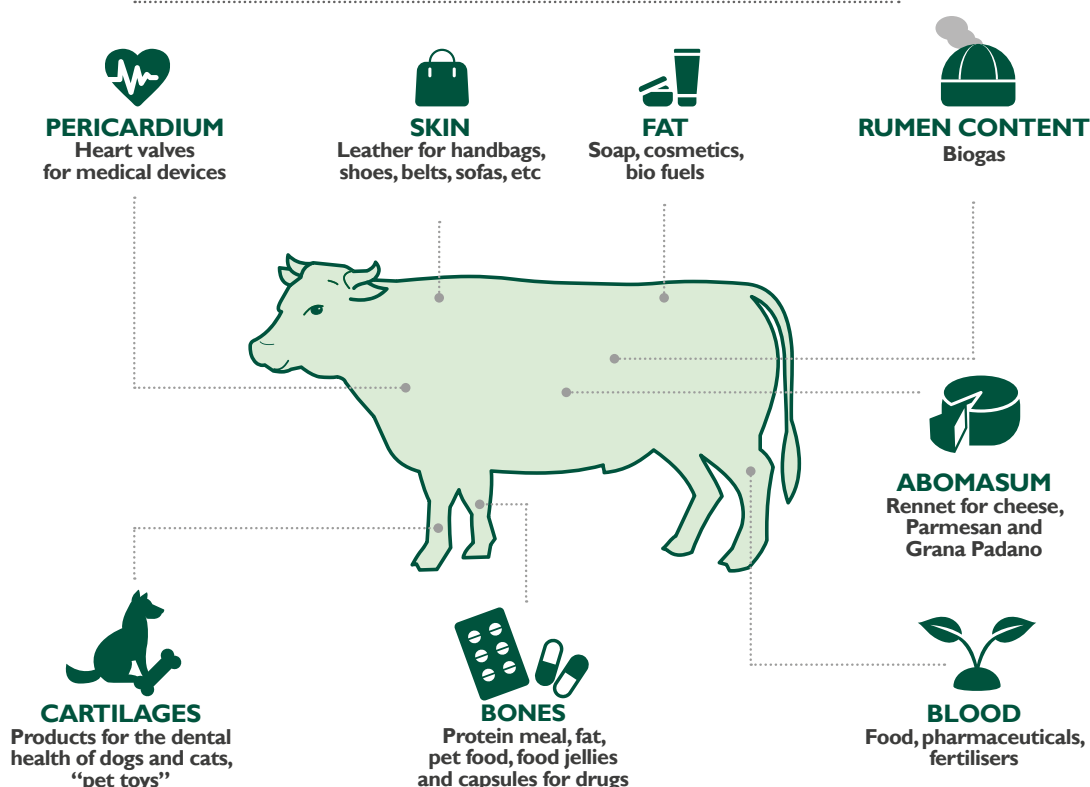 PERICARDIUM
Heart valves
for medical devices
SKIN
Leather for handbags,
shoes, belts, sofas, etc
FAT
Soap, cosmetics,
bio fuels
RUMEN CONTENT
Biogas
ABOMASUM
Rennet for cheese,
Parmesan and
Grana Padano
CARTILAGES
Products for the dental
health of dogs and cats,
“pet toys”
BONES
Protein meal, fat,
pet food, food jellies
and capsules for drugs
BLOOD
Food, pharmaceuticals,
fertilisers